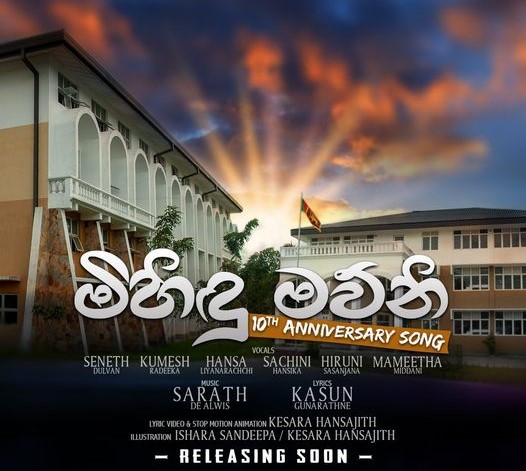 මිහිඳු මව්නී
10TH ANNIVERSARY SONG
VOCALS
SENETH KUMESH HANSA SACHINI HIRUNI MAMEETHA
DULVAN RADEEKA LIYANARACHCHI HANSIKA SASANJANA MIDDANI
MUSIC LYRICS
SARATH KASUN
DE ALWIS GUNARATHNE
LYRIC VIDEO & STOP MOTION ANIMATION KESARA HANSAJITH
ILLUSTRATION ISHARA SANDEEPA / KESARA HANSAJITH
– RELEASING SOON –